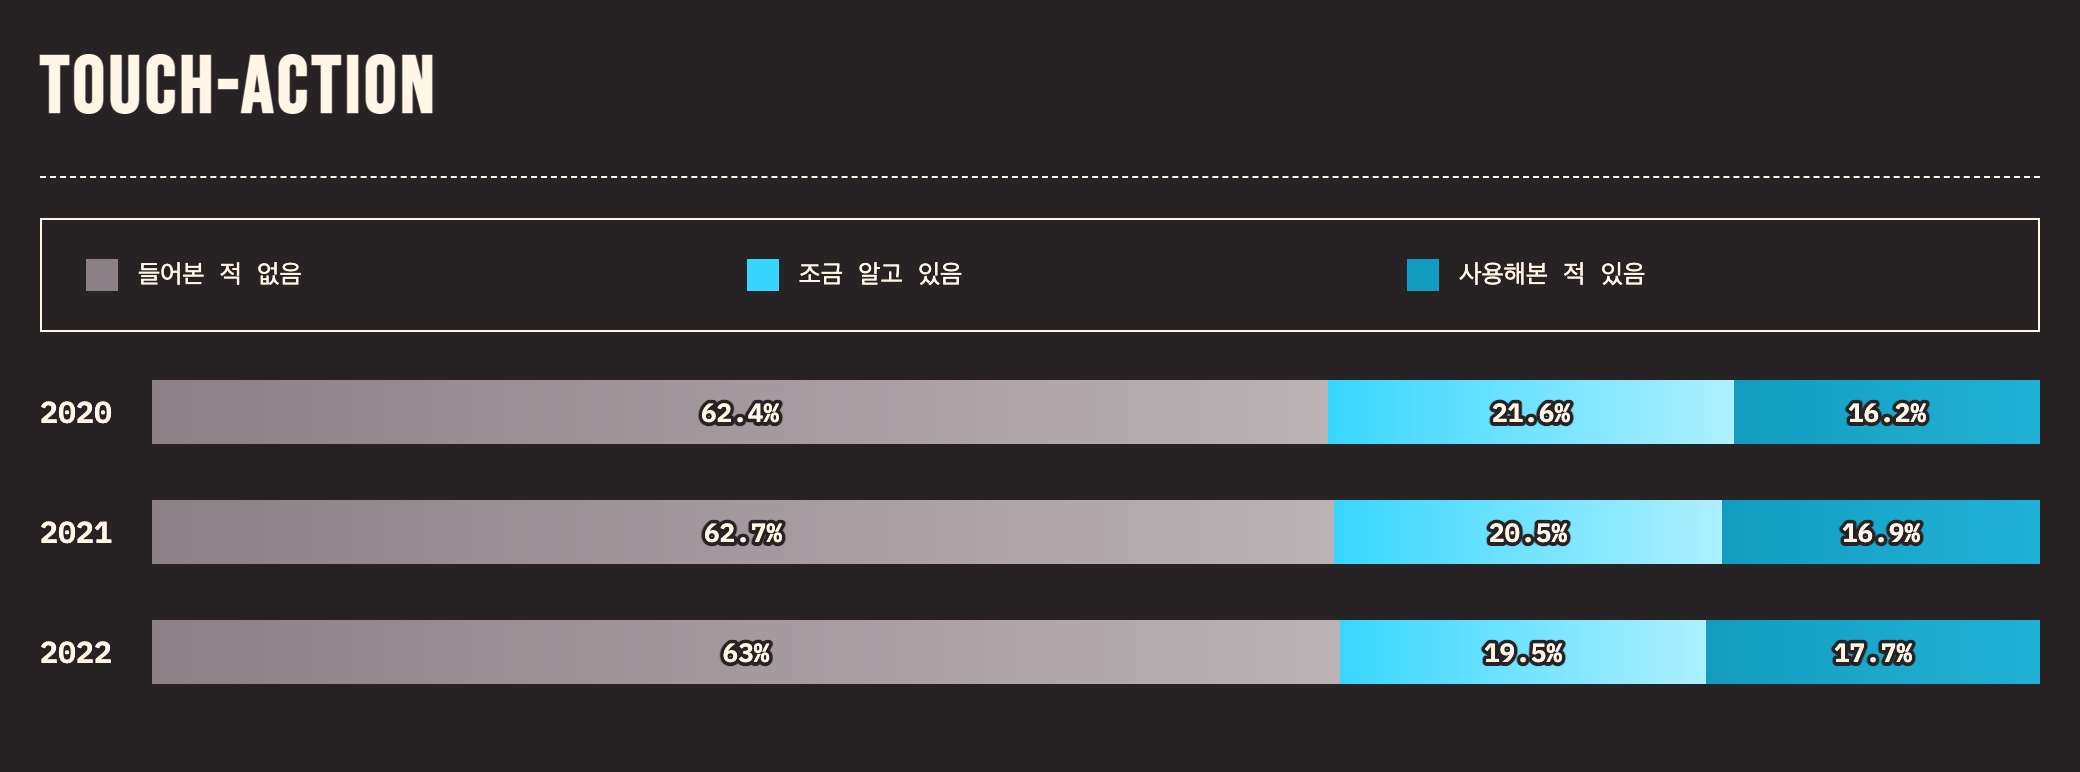 TOUCH-ACTION
들어본 적 없음 조금 알고 있음 사용해본 적 있음
2020 62.4% 21.6% 16.2%
2021 62.7% 20.5% 16.9%
2022 63% 19.5% 17.7%